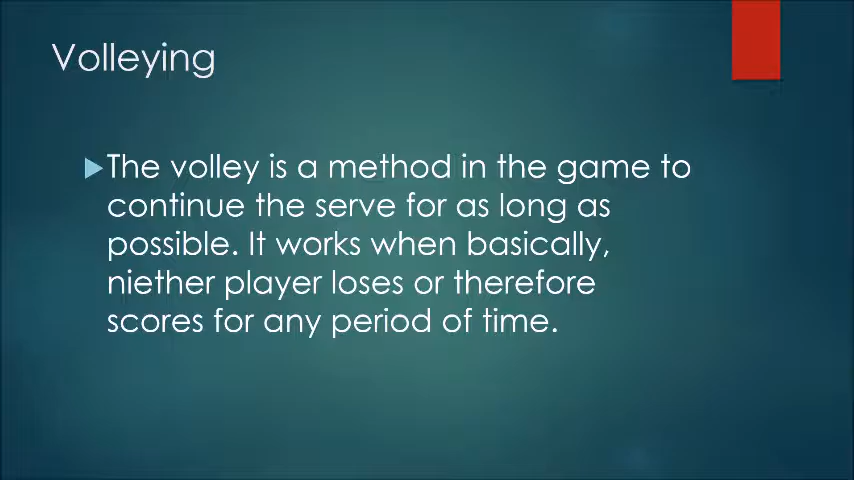 Volleying
The volley is a method in the game to
continue the serve for as long as
possible. It works when basically,
niether player loses or therefore
scores for any period of time.